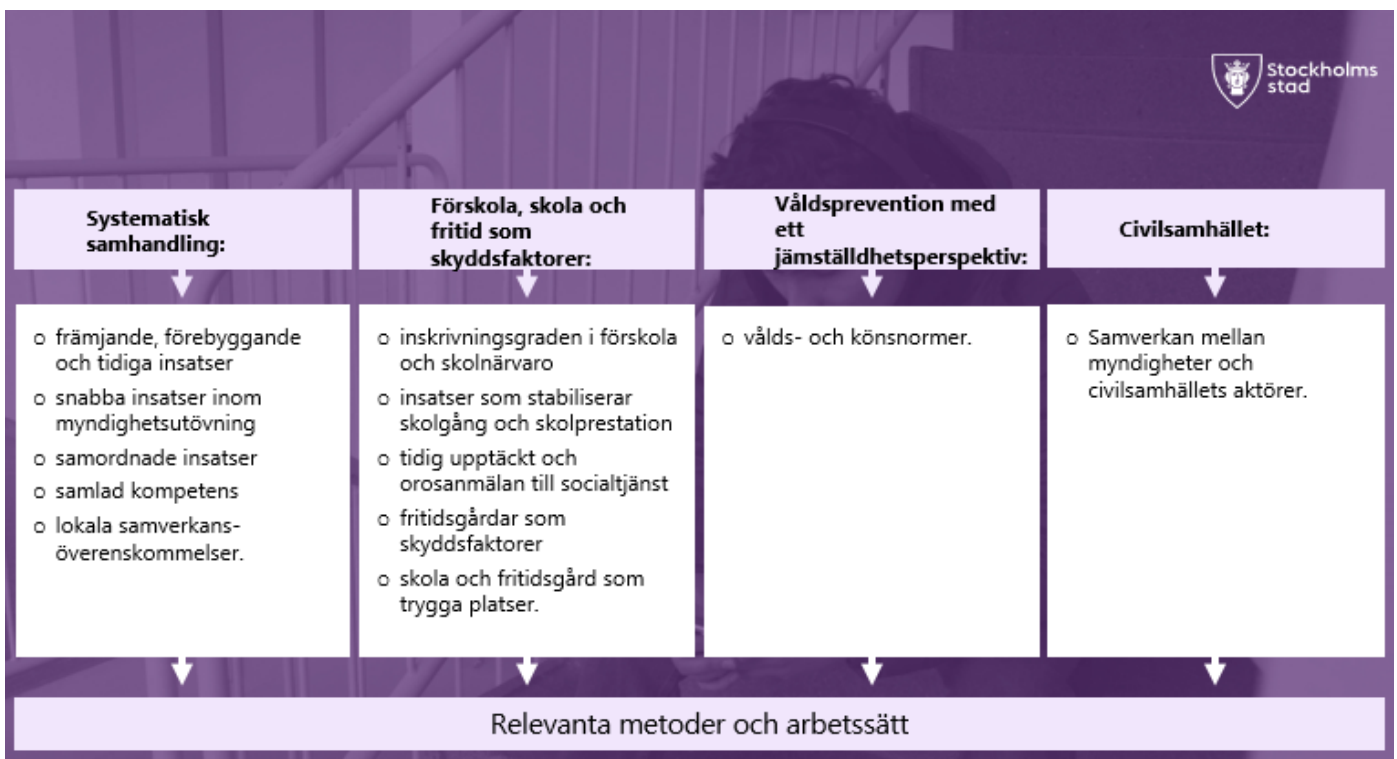 Stockholms
stad
Systematisk
samhandling:
främjande, förebyggande
och tidiga insatser
snabba insatser inom
myndighetsutövning
samordnade insatser
samlad kompetens
lokala samverkans-
överenskommelser.
Förskola, skola och
fritid som
skyddsfaktorer:
inskrivningsgraden i förskola
och skolnärvaro
insatser som stabiliserar
skolgång och skolprestation
tidig upptäckt och
orosanmälan till socialtjänst
fritidsgårdar som
skyddsfaktorer
skola och fritidsgård som
trygga platser.
Våldsprevention med
ett
jämställdhetsperspektiv:
vålds- och könsnormer.
Civilsamhället:
Samverkan mellan
myndigheter och
civilsamhällets aktörer.
Relevanta metoder och arbetssätt